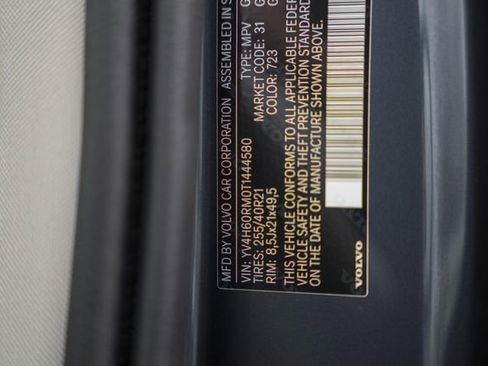 MFD BY VOLVO CAR CORPORATION ASSEMBLED IN S
VIN: YV4H60RM0T1444580 TYPE: MPV
TIRES: 255/40R21 MARKET CODE: 31
RIM: 8,5Jx21x49,5 COLOR: 723
THIS VEHICLE CONFORMS TO ALL APPLICABLE FEDER
VEHICLE SAFETY AND THEFT PREVENTION STANDARD
ON THE DATE OF MANUFACTURE SHOWN ABOVE.
VOLVO